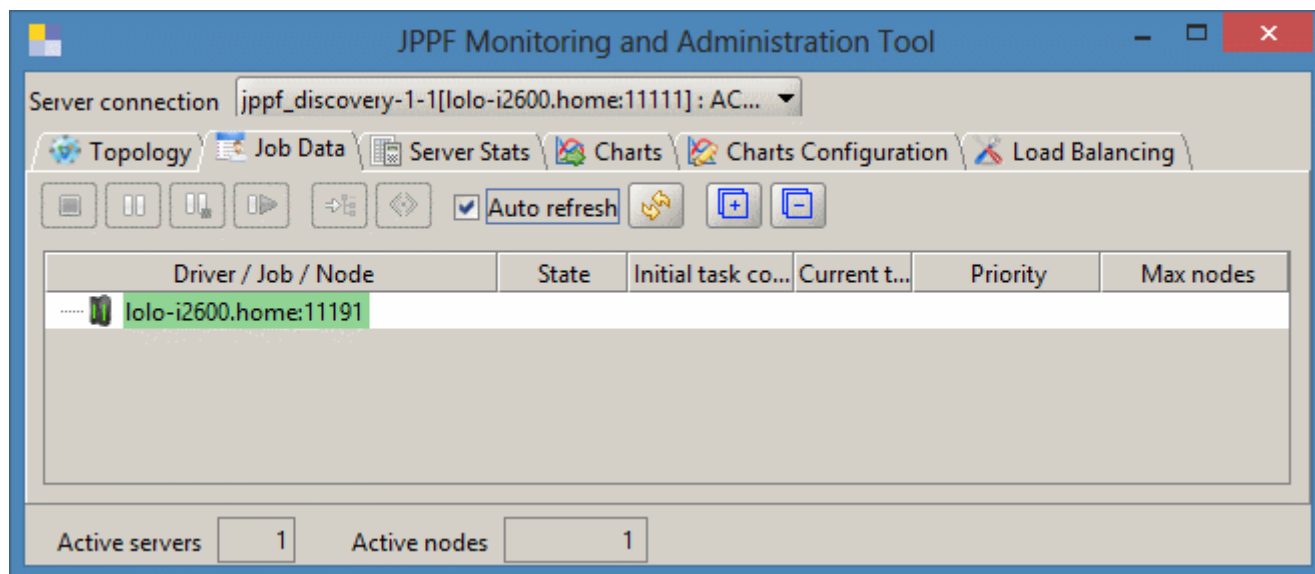 JPPF Monitoring and Administration Tool
Server connection jppf_discovery-1-1[lolo-i2600.home:11111] : AC...
Topology Job Data Server Stats Charts Charts Configuration Load Balancing
Auto refresh
Driver / Job / Node State Initial task co... Current t... Priority Max nodes
lolo-i2600.home:11191
Active servers 1 Active nodes 1